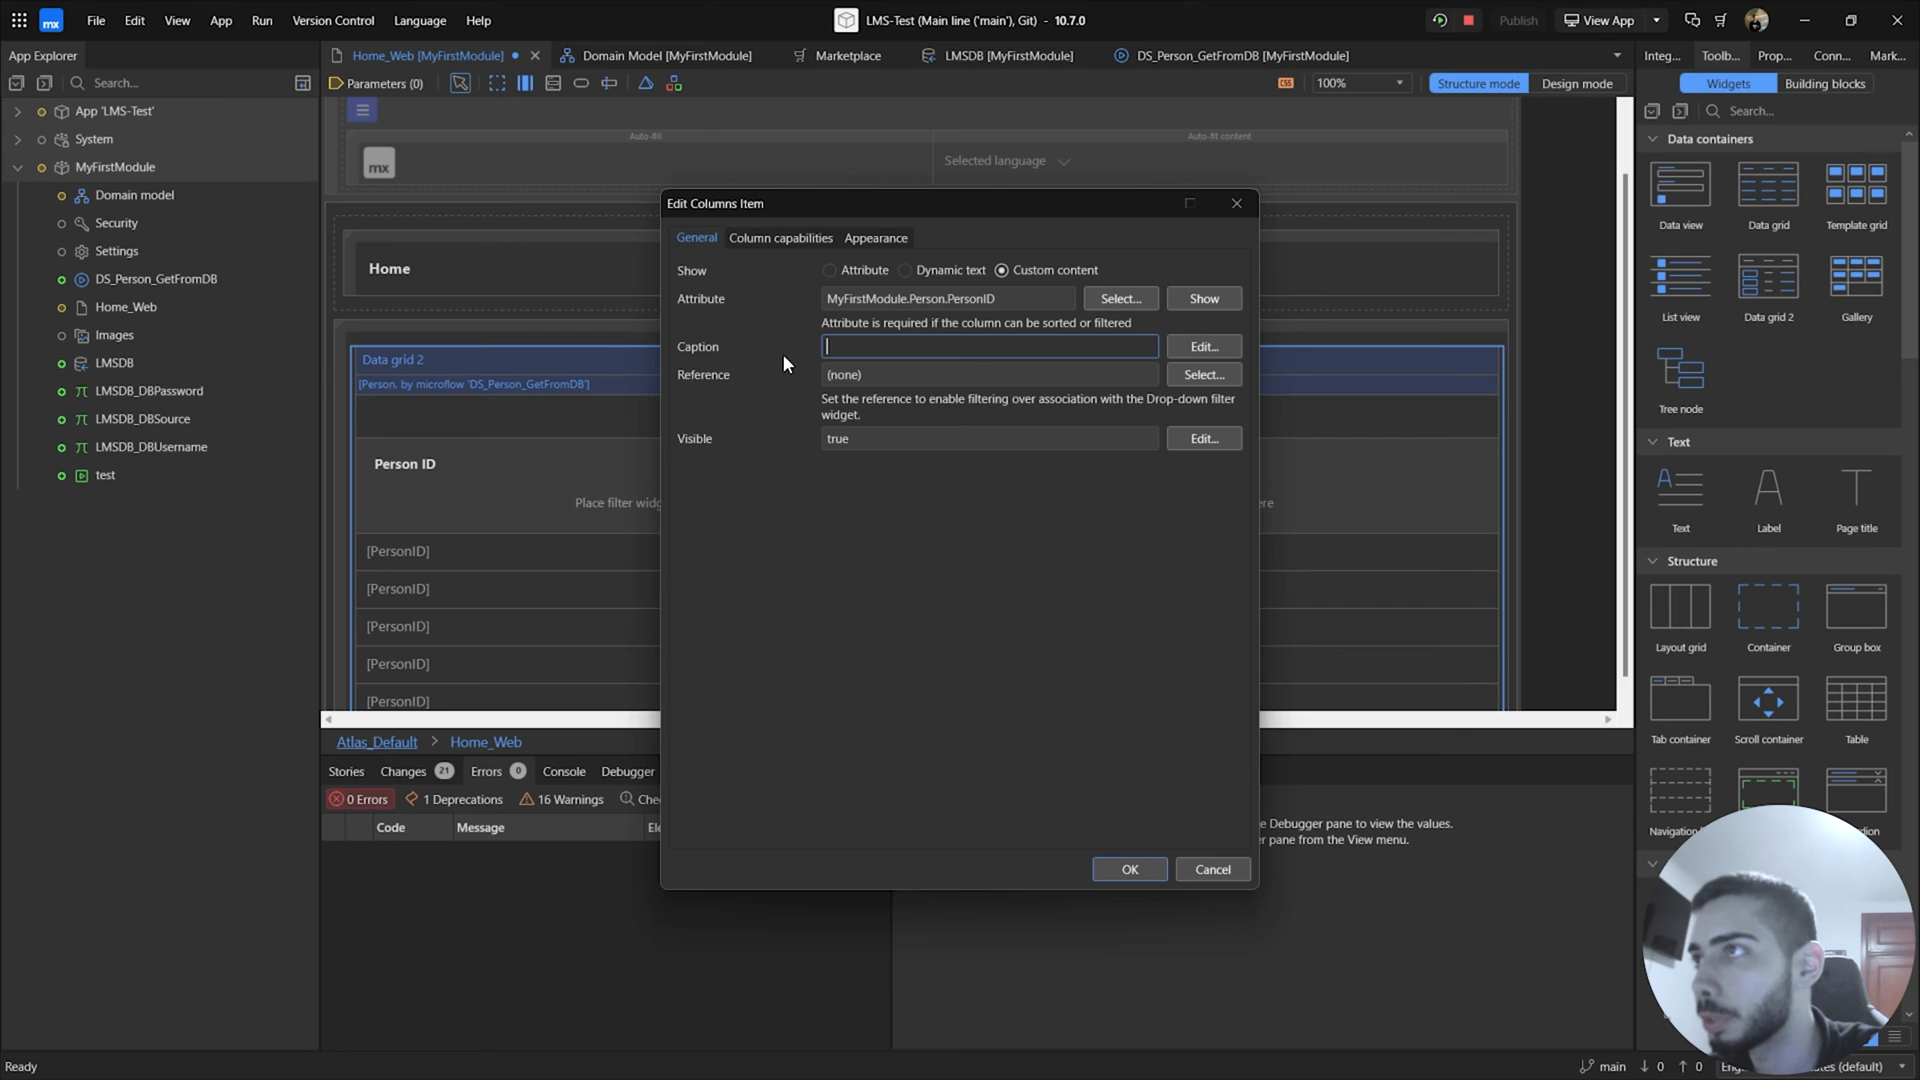 mx File Edit View App Run Version Control Language Help LMS-Test (Main line ('main'), Git) - 10.7.0 Publish View App
App Explorer Home_Web [MyFirstModule] Domain Model [MyFirstModule] Marketplace LMSDB [MyFirstModule] DS_Person_GetFromDB [MyFirstModule] Integ... Toolb... Prop... Conn... Mark...
Search... Parameters (0) CSS 100% Structure mode Design mode Widgets Building blocks
Search...
App 'LMS-Test'
System
MyFirstModule
Domain model
Security
Settings
DS_Person_GetFromDB
Home_Web
Images
LMSDB
LMSDB_DBPassword
LMSDB_DBSource
LMSDB_DBUsername
test
Auto-fill Auto-fit content
mx Selected language
Home
Data grid 2
[Person, by microflow 'DS_Person_GetFromDB']
Person ID
Place filter widg
ere
[PersonID]
[PersonID]
[PersonID]
[PersonID]
[PersonID]
Edit Columns Item
General Column capabilities Appearance
Show Attribute Dynamic text Custom content
Attribute MyFirstModule.Person.PersonID Select... Show
Attribute is required if the column can be sorted or filtered
Caption Edit...
Reference (none) Select...
Set the reference to enable filtering over association with the Drop-down filter
widget.
Visible true Edit...
OK Cancel
Atlas_Default > Home_Web
Stories Changes 21 Errors 0 Console Debugger
0 Errors 1 Deprecations 16 Warnings Che
Code Message Ele
e Debugger pane to view the values.
r pane from the View menu.
Data containers
Data view Data grid Template grid
List view Data grid 2 Gallery
Tree node
Text
Text Label Page title
Structure
Layout grid Container Group box
Tab container Scroll container Table
Ready main 0 0 (default)